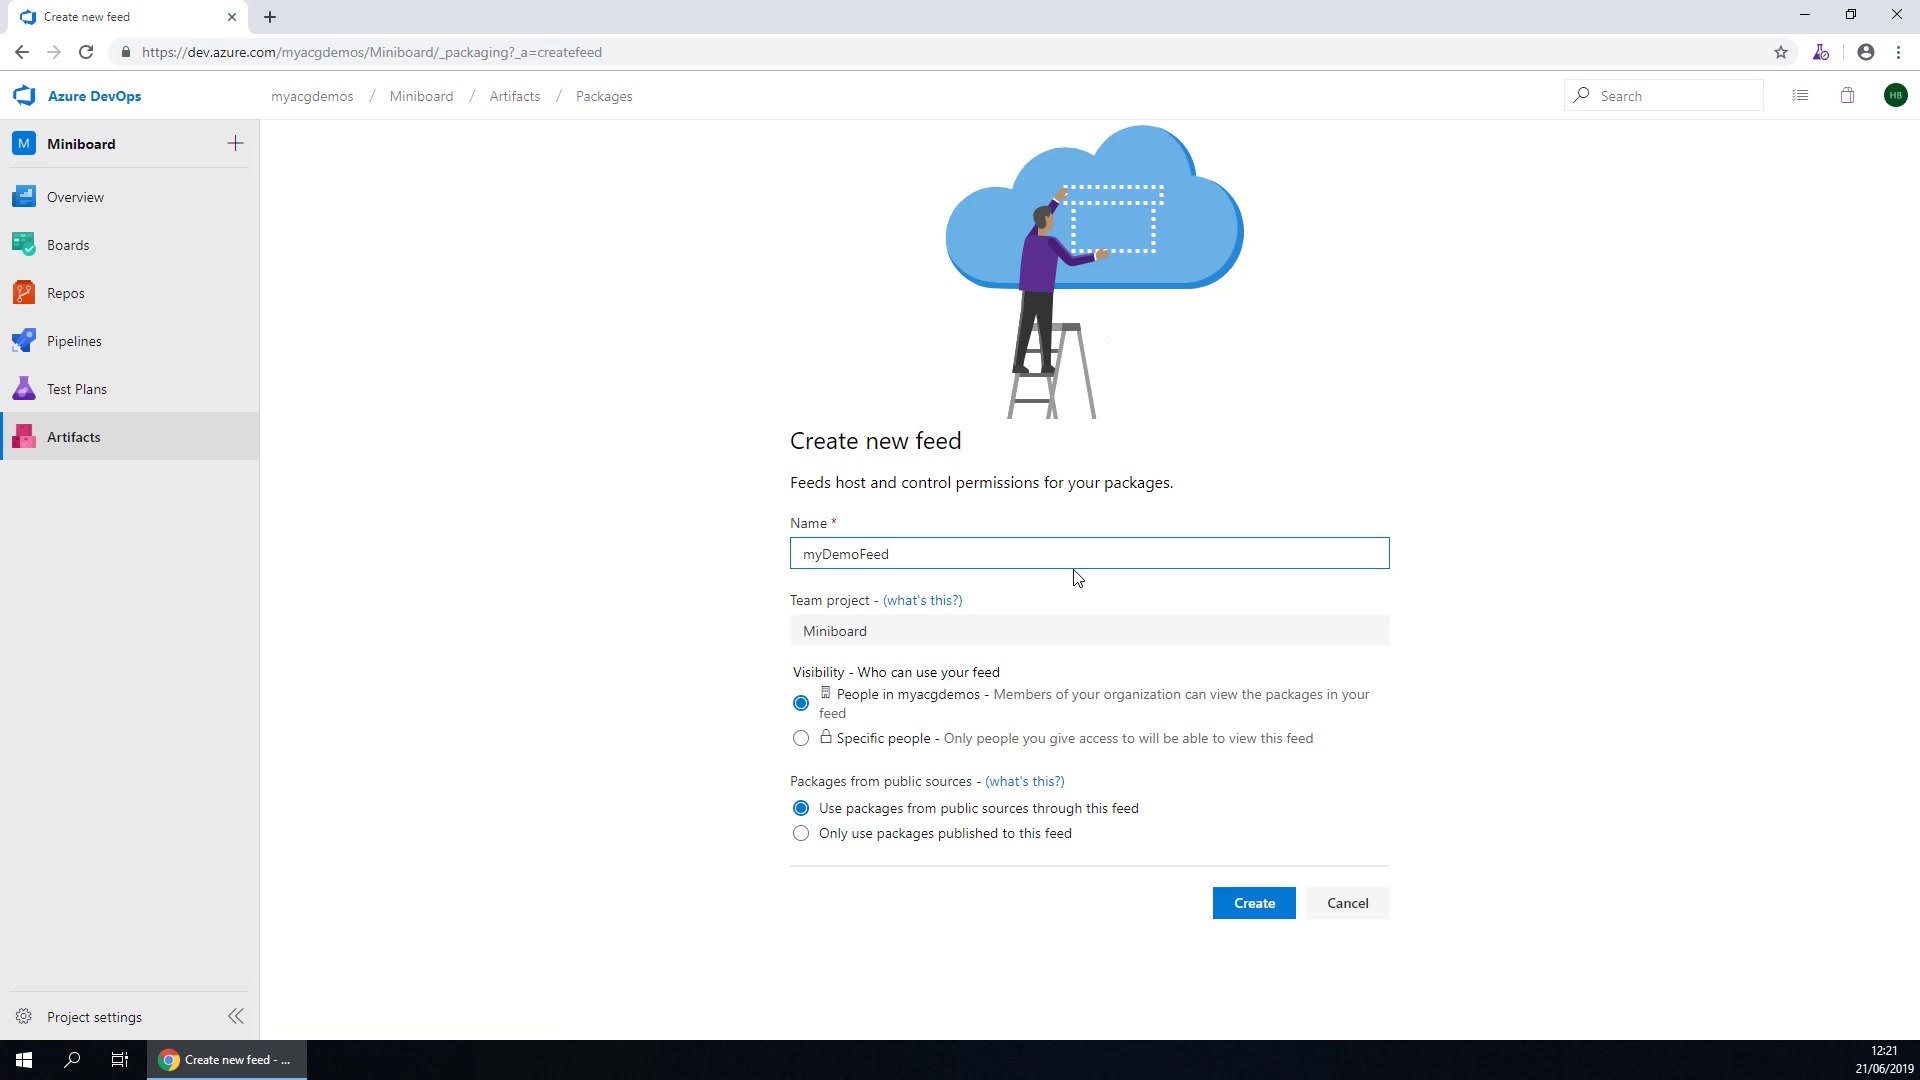 Create new feed
https://dev.azure.com/myacgdemos/Miniboard/_packaging?_a=createfeed
Azure DevOps
myacgdemos / Miniboard / Artifacts / Packages
Search
HB
M Miniboard
Overview
Boards
Repos
Pipelines
Test Plans
Artifacts
Create new feed
Feeds host and control permissions for your packages.
Name *
myDemoFeed
Team project - (what's this?)
Miniboard
Visibility - Who can use your feed
People in myacgdemos - Members of your organization can view the packages in your
feed
Specific people - Only people you give access to will be able to view this feed
Packages from public sources - (what's this?)
Use packages from public sources through this feed
Only use packages published to this feed
Create Cancel
Project settings
Create new feed - ...
12:21
21/06/2019